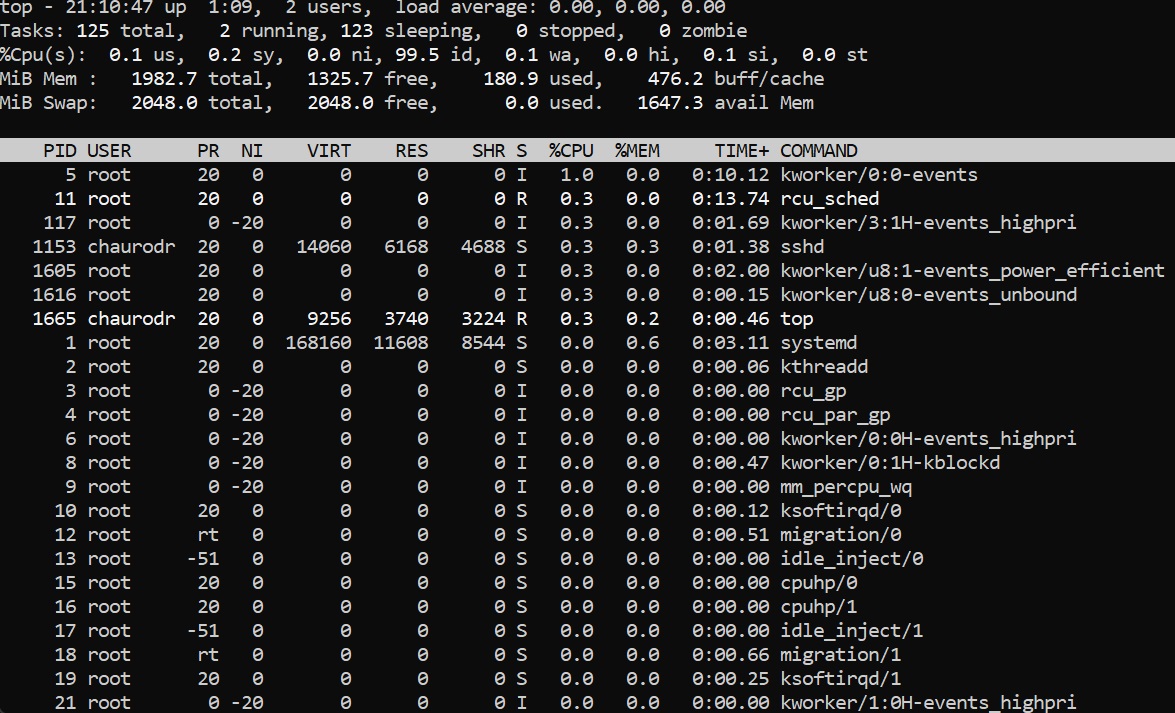 top - 21:10:47 up  1:09,  2 users,  load average: 0.00, 0.00, 0.00
Tasks: 125 total,   2 running, 123 sleeping,   0 stopped,   0 zombie
%Cpu(s):  0.1 us,  0.2 sy,  0.0 ni, 99.5 id,  0.1 wa,  0.0 hi,  0.1 si,  0.0 st
MiB Mem :   1982.7 total,   1325.7 free,    180.9 used,    476.2 buff/cache
MiB Swap:   2048.0 total,   2048.0 free,      0.0 used.   1647.3 avail Mem
    PID USER      PR  NI    VIRT    RES    SHR S  %CPU  %MEM     TIME+ COMMAND
      5 root      20   0       0      0      0 I   1.0   0.0   0:10.12 kworker/0:0-events
     11 root      20   0       0      0      0 R   0.3   0.0   0:13.74 rcu_sched
    117 root       0 -20       0      0      0 I   0.3   0.0   0:01.69 kworker/3:1H-events_highpri
   1153 chaurodr  20   0   14060   6168   4688 S   0.3   0.3   0:01.38 sshd
   1605 root      20   0       0      0      0 I   0.3   0.0   0:02.00 kworker/u8:1-events_power_efficient
   1616 root      20   0       0      0      0 I   0.3   0.0   0:00.15 kworker/u8:0-events_unbound
   1665 chaurodr  20   0    9256   3740   3224 R   0.3   0.2   0:00.46 top
      1 root      20   0  168160  11608   8544 S   0.0   0.6   0:03.11 systemd
      2 root      20   0       0      0      0 S   0.0   0.0   0:00.06 kthreadd
      3 root       0 -20       0      0      0 I   0.0   0.0   0:00.00 rcu_gp
      4 root       0 -20       0      0      0 I   0.0   0.0   0:00.00 rcu_par_gp
      6 root       0 -20       0      0      0 I   0.0   0.0   0:00.00 kworker/0:0H-events_highpri
      8 root       0 -20       0      0      0 I   0.0   0.0   0:00.47 kworker/0:1H-kblockd
      9 root       0 -20       0      0      0 I   0.0   0.0   0:00.00 mm_percpu_wq
     10 root      20   0       0      0      0 S   0.0   0.0   0:00.12 ksoftirqd/0
     12 root      rt   0       0      0      0 S   0.0   0.0   0:00.51 migration/0
     13 root     -51   0       0      0      0 S   0.0   0.0   0:00.00 idle_inject/0
     15 root      20   0       0      0      0 S   0.0   0.0   0:00.00 cpuhp/0
     16 root      20   0       0      0      0 S   0.0   0.0   0:00.00 cpuhp/1
     17 root     -51   0       0      0      0 S   0.0   0.0   0:00.00 idle_inject/1
     18 root      rt   0       0      0      0 S   0.0   0.0   0:00.66 migration/1
     19 root      20   0       0      0      0 S   0.0   0.0   0:00.25 ksoftirqd/1
     21 root       0 -20       0      0      0 I   0.0   0.0   0:00.00 kworker/1:0H-events_highpri